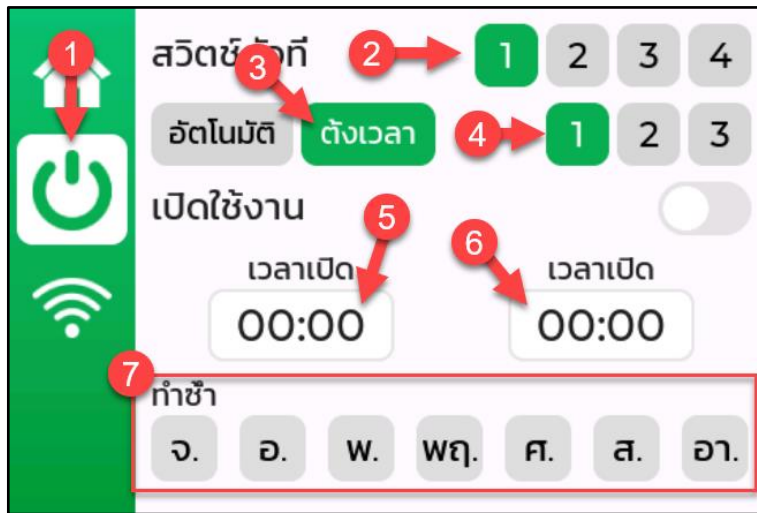 1 สวิตช์ตัวที่ 2 1 2 3 4
3
อัตโนมัติ ตั้งเวลา 4 1 2 3
เปิดใช้งาน
5 6
เวลาเปิด เวลาเปิด
00:00 00:00
7
ทำซ้ำ
จ. อ. พ. พฤ. ศ. ส. อา.